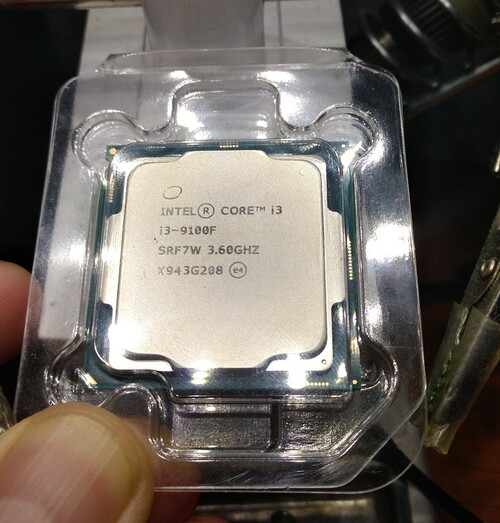 INTEL® CORE™ i3
i3-9100F
SRF7W 3.60GHZ
X943G208 e4